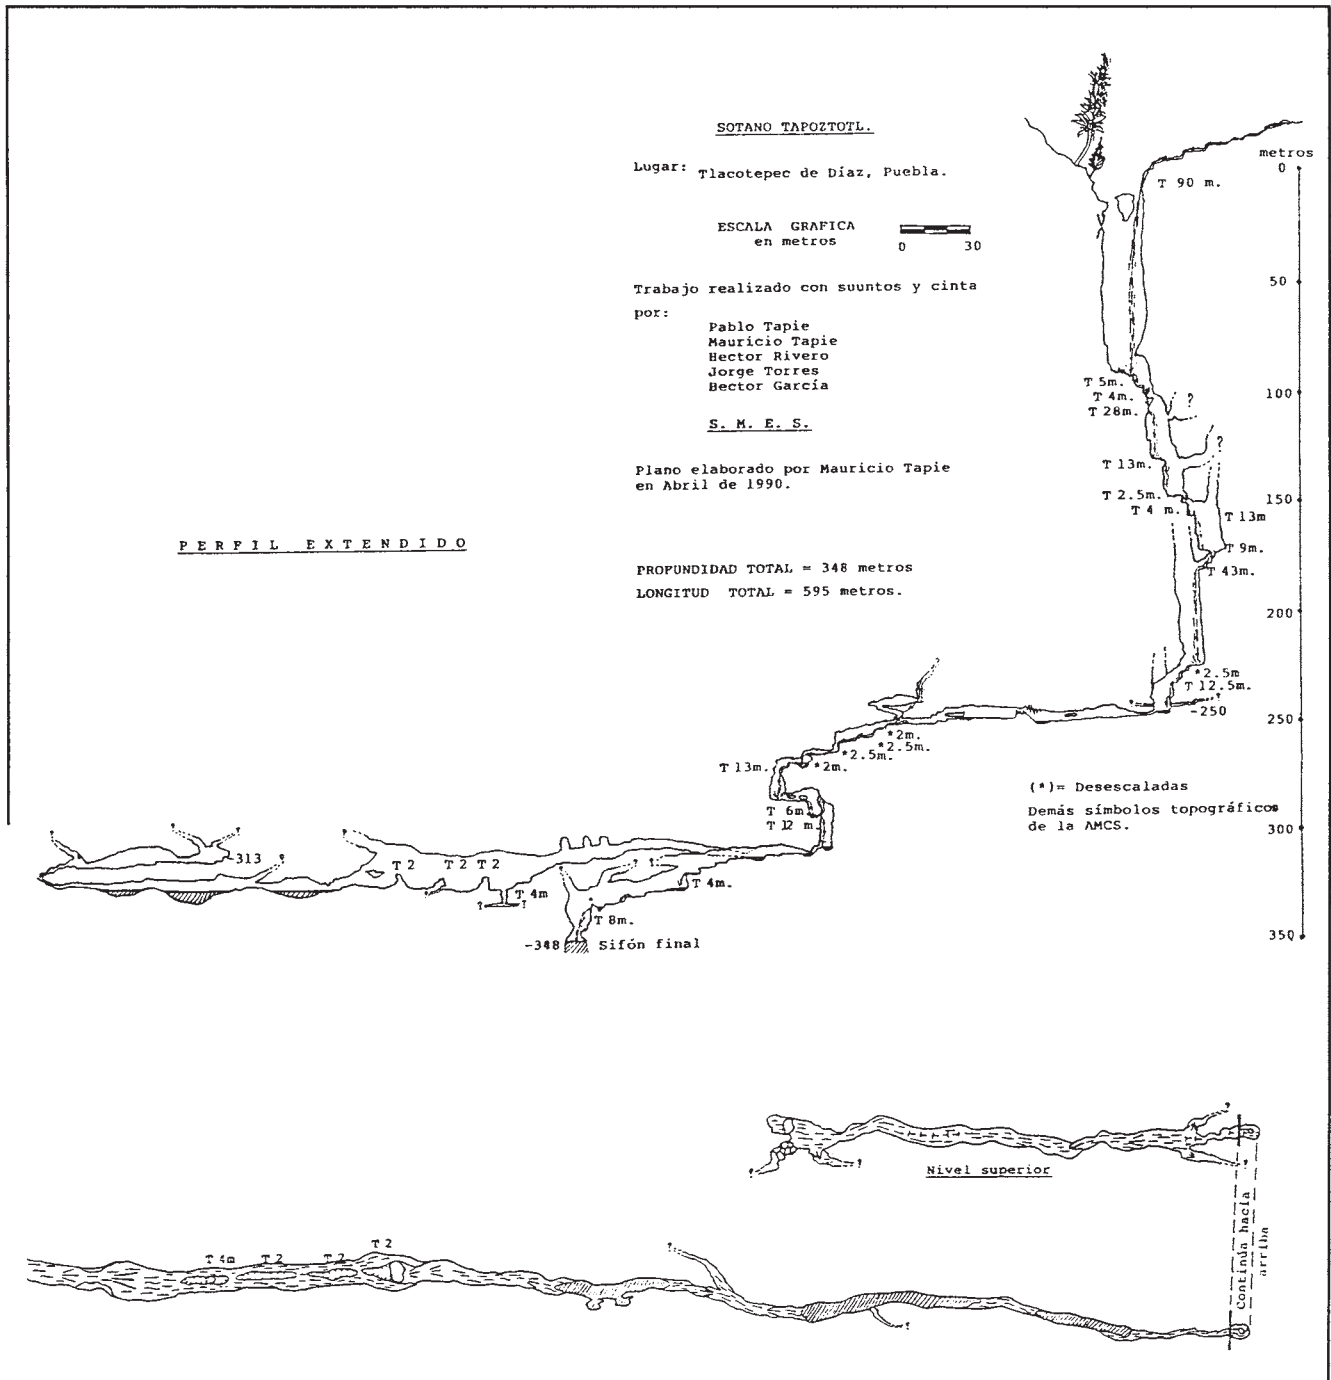 SOTANO TAPOZTOTL.
Lugar: Tlacotepec de Díaz, Puebla.
ESCALA GRAFICA
en metros
0 30
Trabajo realizado con suuntos y cinta
por:
Pablo Tapie
Mauricio Tapie
Hector Rivero
Jorge Torres
Hector García
S. M. E. S.
Plano elaborado por Mauricio Tapie
en Abril de 1990.
PERFIL EXTENDIDO
PROFUNDIDAD TOTAL = 348 metros
LONGITUD TOTAL = 595 metros.
metros
0
50
100
150
200
250
300
350
T 90 m.
T 5m.
T 4m.
T 28m.
?
?
T 13m.
T 2.5m.
T 4 m.
T 13m
T 9m.
T 43m.
*2.5m
T 12.5m.
?
?
-250
?
*2m.
*2.5m.
*2.5m.
*2m.
T 13m.
T 6m.
T 12 m.
(*)= Desescaladas
Demás símbolos topográficos
de la AMCS.
? ? ? ?
-313
?
T 2 T 2 T 2
? ? ?
T 4m
? ?
?
T 4m.
T 8m.
-348 Sifón final
?
?
?
?
Nivel superior
?
Continúa hacía
arriba
T 4m T 2 T 2 T 2
?
?